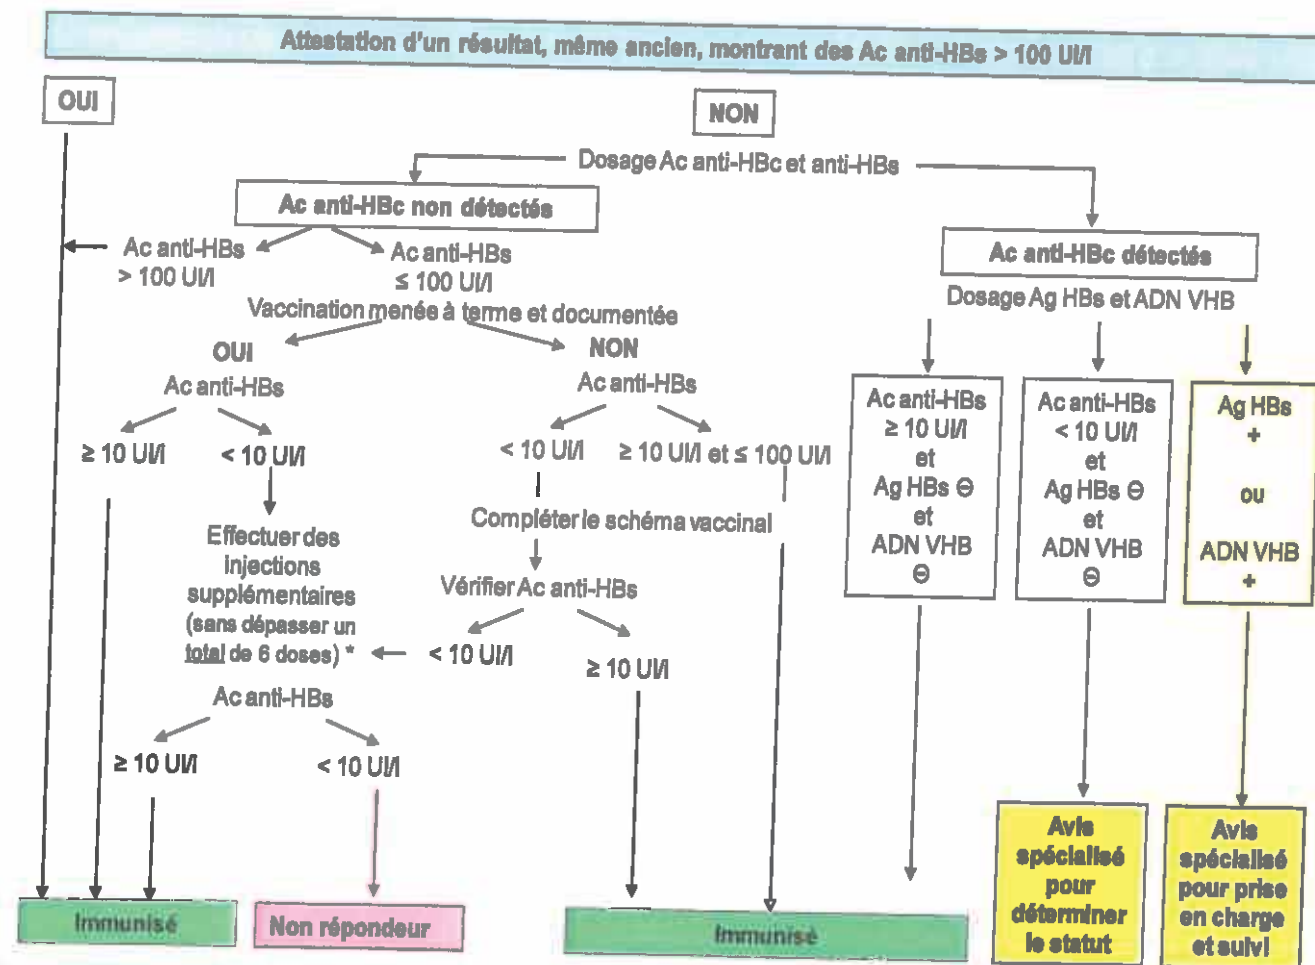 Attestation d'un résultat, même ancien, montrant des Ac anti-HBs > 100 UI/l
OUI
NON
Dosage Ac anti-HBc et anti-HBs
Ac anti-HBc non détectés
Ac anti-HBs
> 100 UI/l
Ac anti-HBs
≤ 100 UI/l
Ac anti-HBc détectés
Dosage Ag HBs et ADN VHB
Vaccination menée à terme et documentée
OUI
Ac anti-HBs
NON
Ac anti-HBs
≥ 10 UI/l
< 10 UI/l
< 10 UI/l
≥ 10 UI/l et ≤ 100 UI/l
Ac anti-HBs
≥ 10 UI/l
et
Ag HBs ⊖
et
ADN VHB
⊖
Ac anti-HBs
< 10 UI/l
et
Ag HBs ⊖
et
ADN VHB
⊖
Ag HBs
+
ou
ADN VHB
+
Effectuer des
injections
supplémentaires
(sans dépasser un
total de 6 doses) *
Compléter le schéma vaccinal
Vérifier Ac anti-HBs
< 10 UI/l
≥ 10 UI/l
Ac anti-HBs
≥ 10 UI/l
< 10 UI/l
Immunisé
Non répondeur
Immunisé
Avis
spécialisé
pour
déterminer
le statut
Avis
spécialisé
pour prise
en charge
et suivi